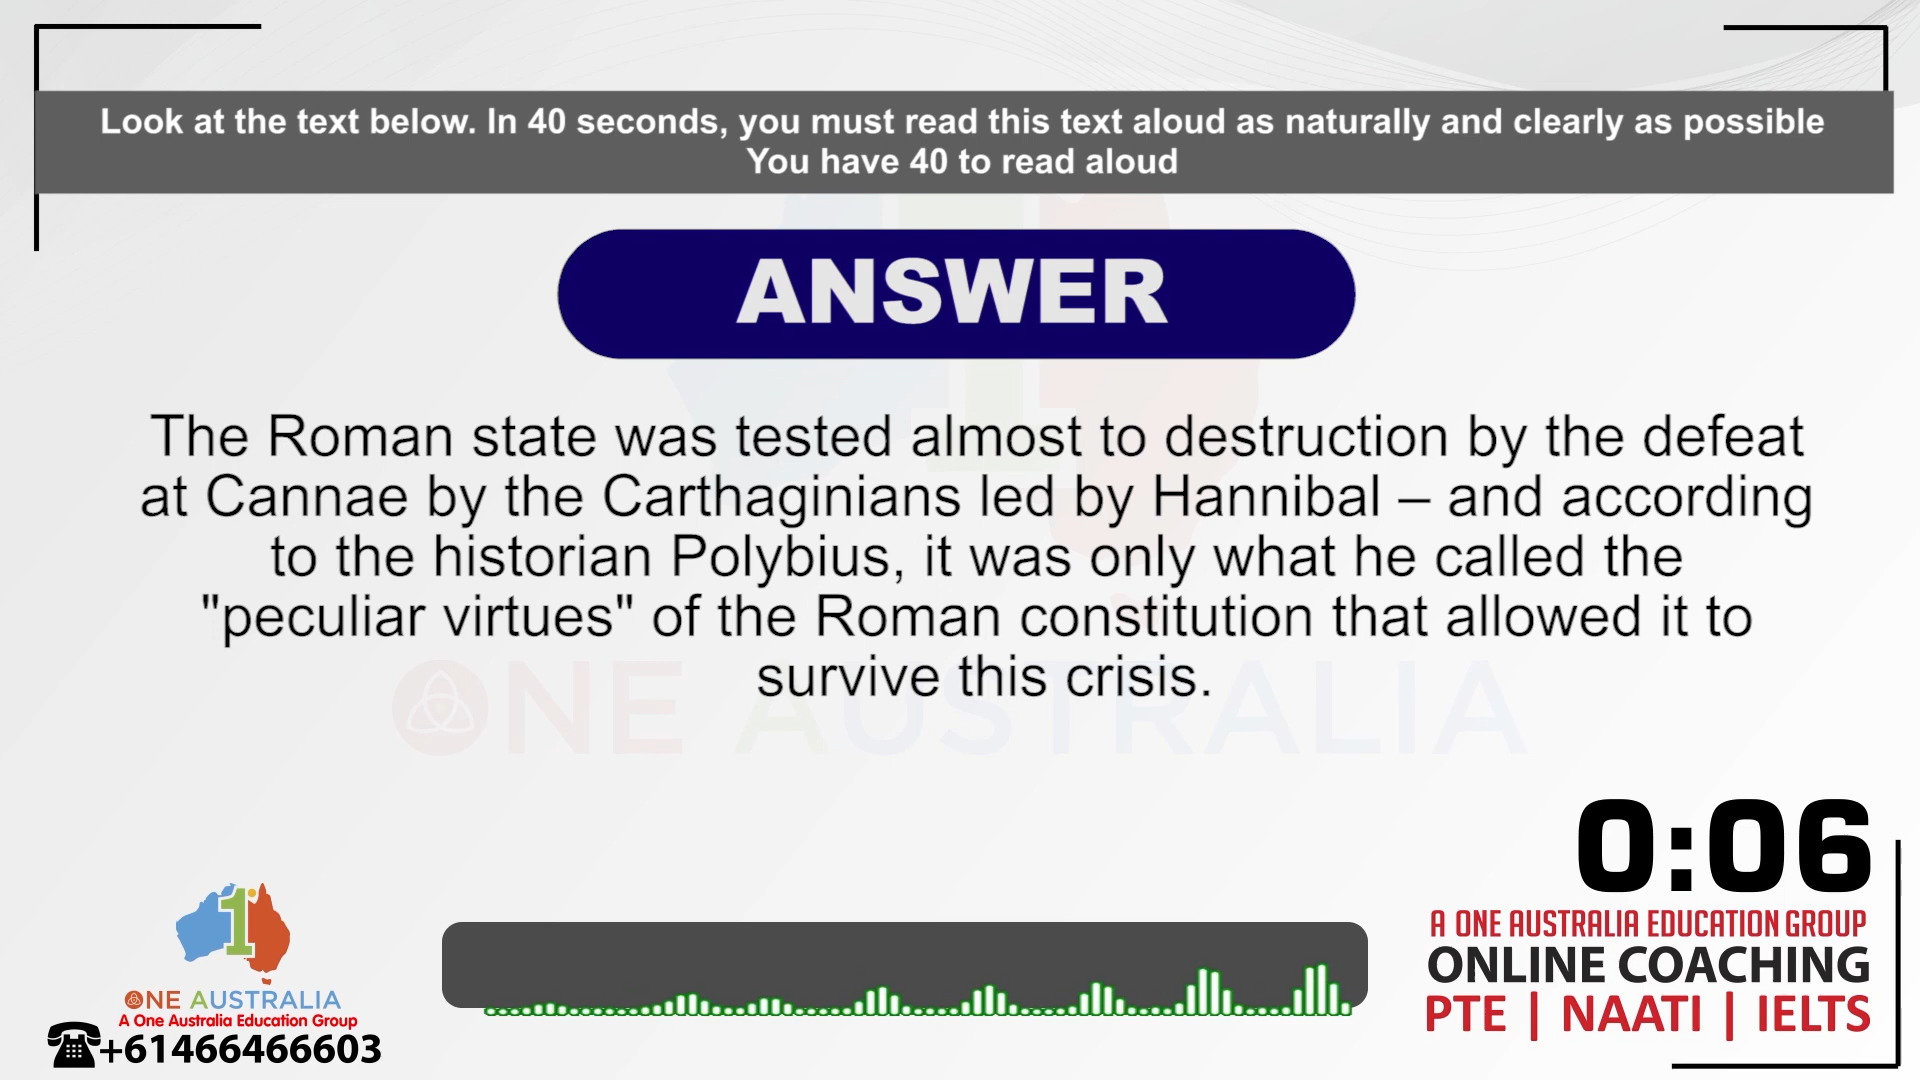 Look at the text below. In 40 seconds, you must read this text aloud as naturally and clearly as possible
You have 40 to read aloud
ANSWER
The Roman state was tested almost to destruction by the defeat
at Cannae by the Carthaginians led by Hannibal – and according
to the historian Polybius, it was only what he called the
"peculiar virtues" of the Roman constitution that allowed it to
survive this crisis.
ONE AUSTRALIA
0:06
A ONE AUSTRALIA EDUCATION GROUP
ONLINE COACHING
PTE | NAATI | IELTS
1
ONE AUSTRALIA
A One Australia Education Group
+61466466603